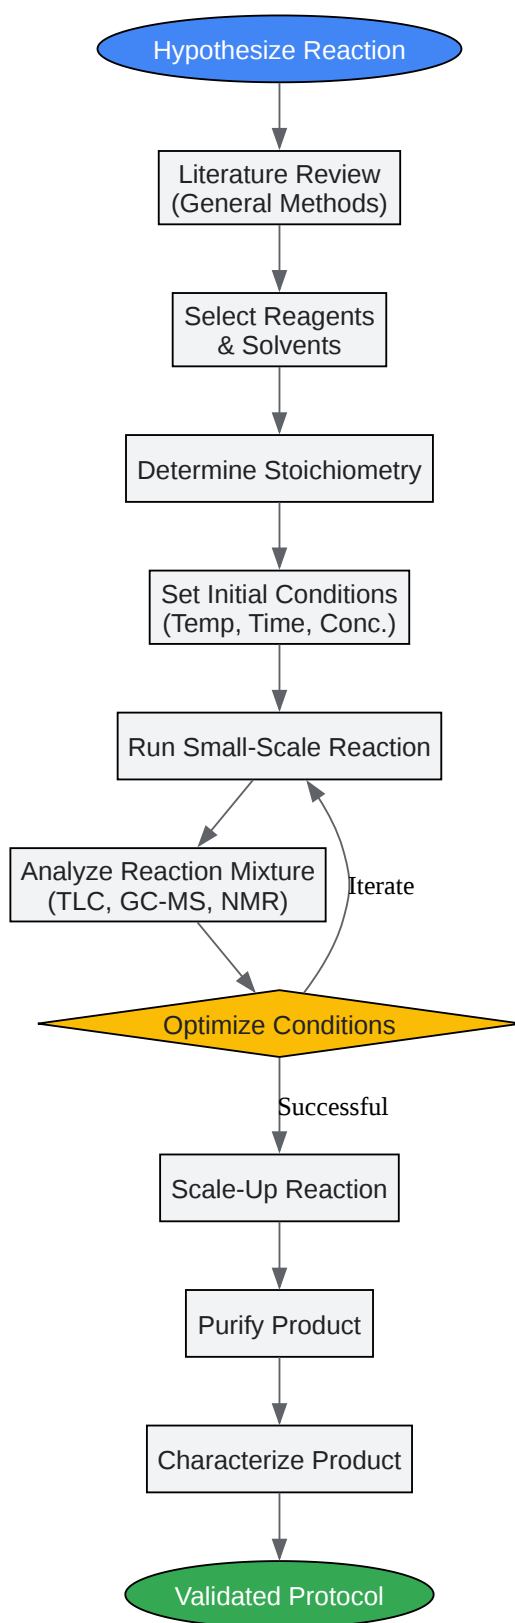 Hypothesize Reaction
Literature Review
(General Methods)
Select Reagents
& Solvents
Determine Stoichiometry
Set Initial Conditions
(Temp, Time, Conc.)
Run Small-Scale Reaction
Analyze Reaction Mixture
(TLC, GC-MS, NMR)
Iterate
Optimize Conditions
Successful
Scale-Up Reaction
Purify Product
Characterize Product
Validated Protocol